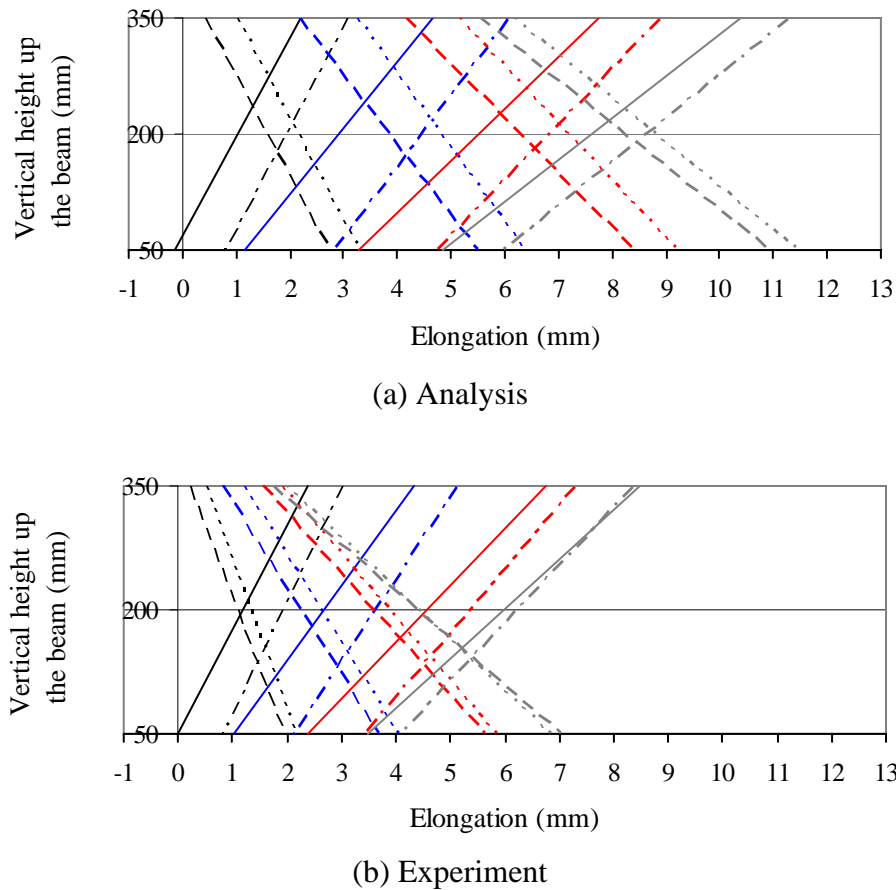 Vertical height up
the beam (mm)
350
200
50
-1 0 1 2 3 4 5 6 7 8 9 10 11 12 13
Elongation (mm)
(a) Analysis
Vertical height up
the beam (mm)
350
200
50
-1 0 1 2 3 4 5 6 7 8 9 10 11 12 13
Elongation (mm)
(b) Experiment